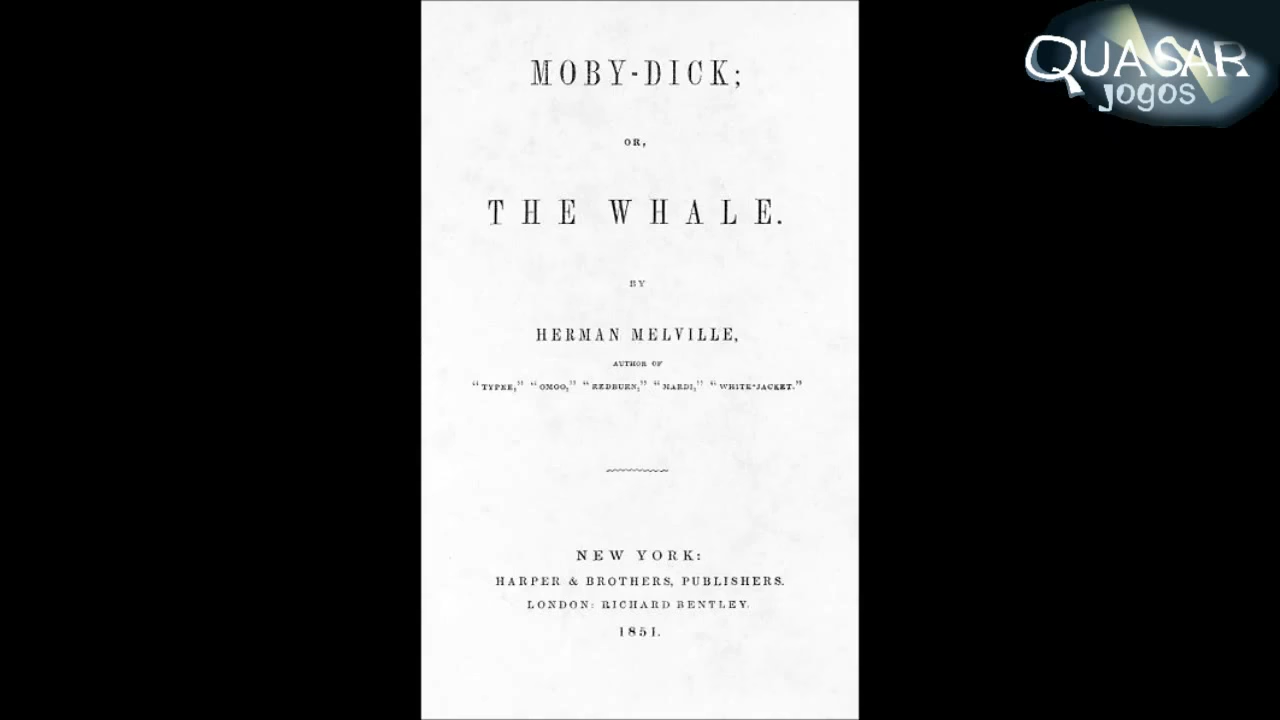 MOBY-DICK;
OR,
THE WHALE.
BY
HERMAN MELVILLE,
AUTHOR OF
"TYPEE," "OMOO," "REDBURN," "MARDI," "WHITE-JACKET."
NEW YORK:
HARPER & BROTHERS, PUBLISHERS.
LONDON: RICHARD BENTLEY.
1851.
QUASAR
jogos